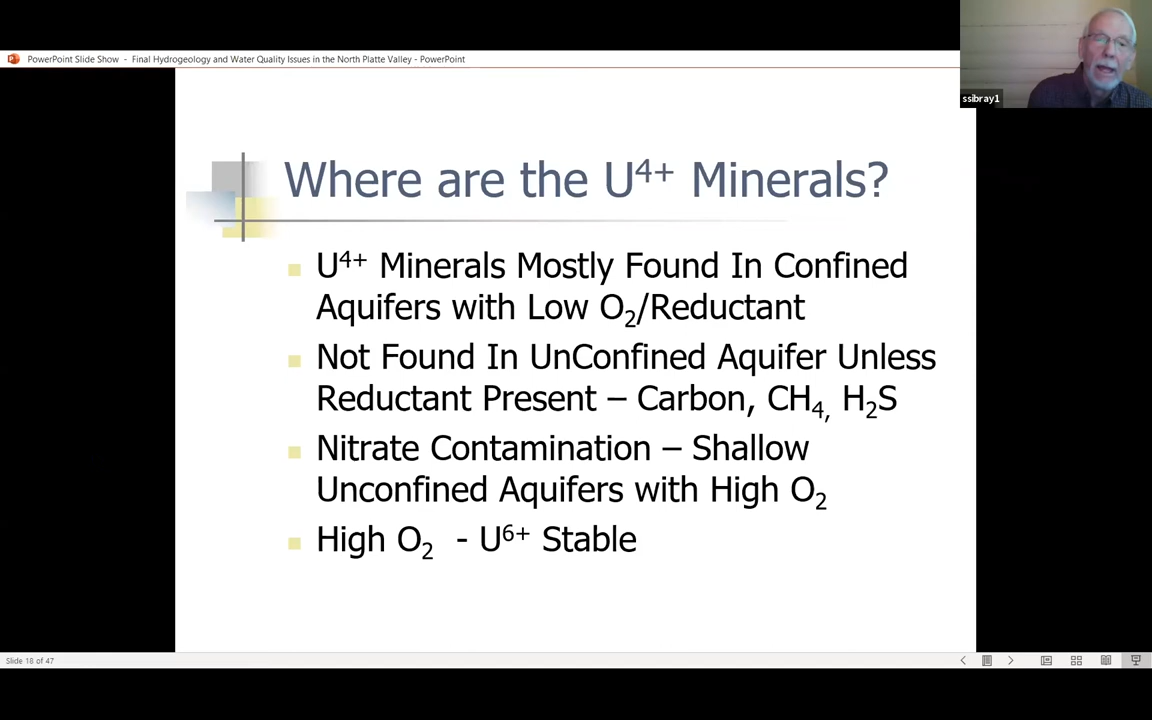 PowerPoint Slide Show - Final Hydrogeology and Water Quality Issues in the North Platte Valley - PowerPoint
ssibray1
Where are the U⁴⁺ Minerals?
U⁴⁺ Minerals Mostly Found In Confined
Aquifers with Low O₂/Reductant
Not Found In UnConfined Aquifer Unless
Reductant Present – Carbon, CH₄, H₂S
Nitrate Contamination – Shallow
Unconfined Aquifers with High O₂
High O₂ - U⁶⁺ Stable
Slide 18 of 47